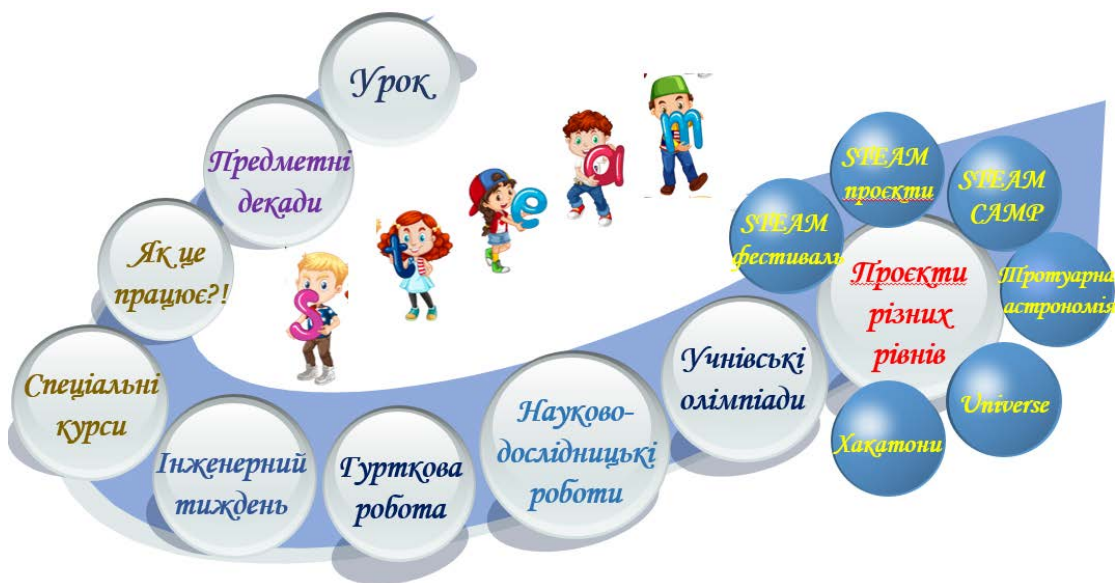 Урок
Предметні
декади
Як це
працює?!
Спеціальні
курси
Інженерний
тиждень
Гурткова
робота
Науково-
дослідницькі
роботи
Учнівські
олімпіади
Проєкти
різних
рівнів
STEAM
фестиваль
STEAM
проєкти
STEAM
CAMP
Тротуарна
астрономія
Universe
Хакатони
s
t
e
a
m